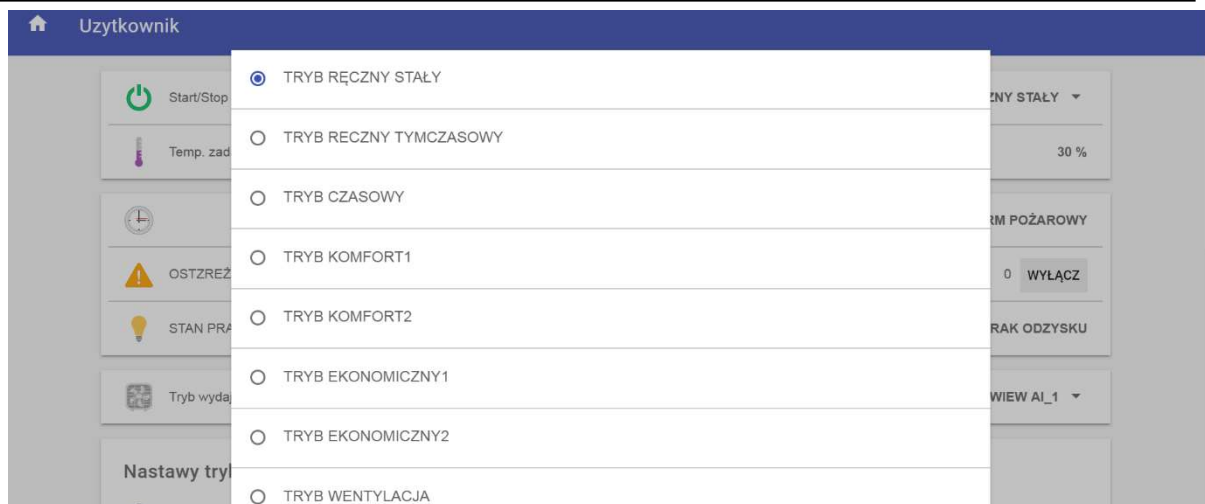 Uzytkownik
TRYB RĘCZNY STAŁY
Start/Stop
ZNY STAŁY
TRYB RECZNY TYMCZASOWY
Temp. zad
30 %
TRYB CZASOWY
RM POŻAROWY
TRYB KOMFORT1
OSTZREŻ
0 WYŁĄCZ
TRYB KOMFORT2
STAN PRA
RAK ODZYSKU
TRYB EKONOMICZNY1
Tryb wydaj
WIEW AI_1
TRYB EKONOMICZNY2
Nastawy tryl
TRYB WENTYLACJA